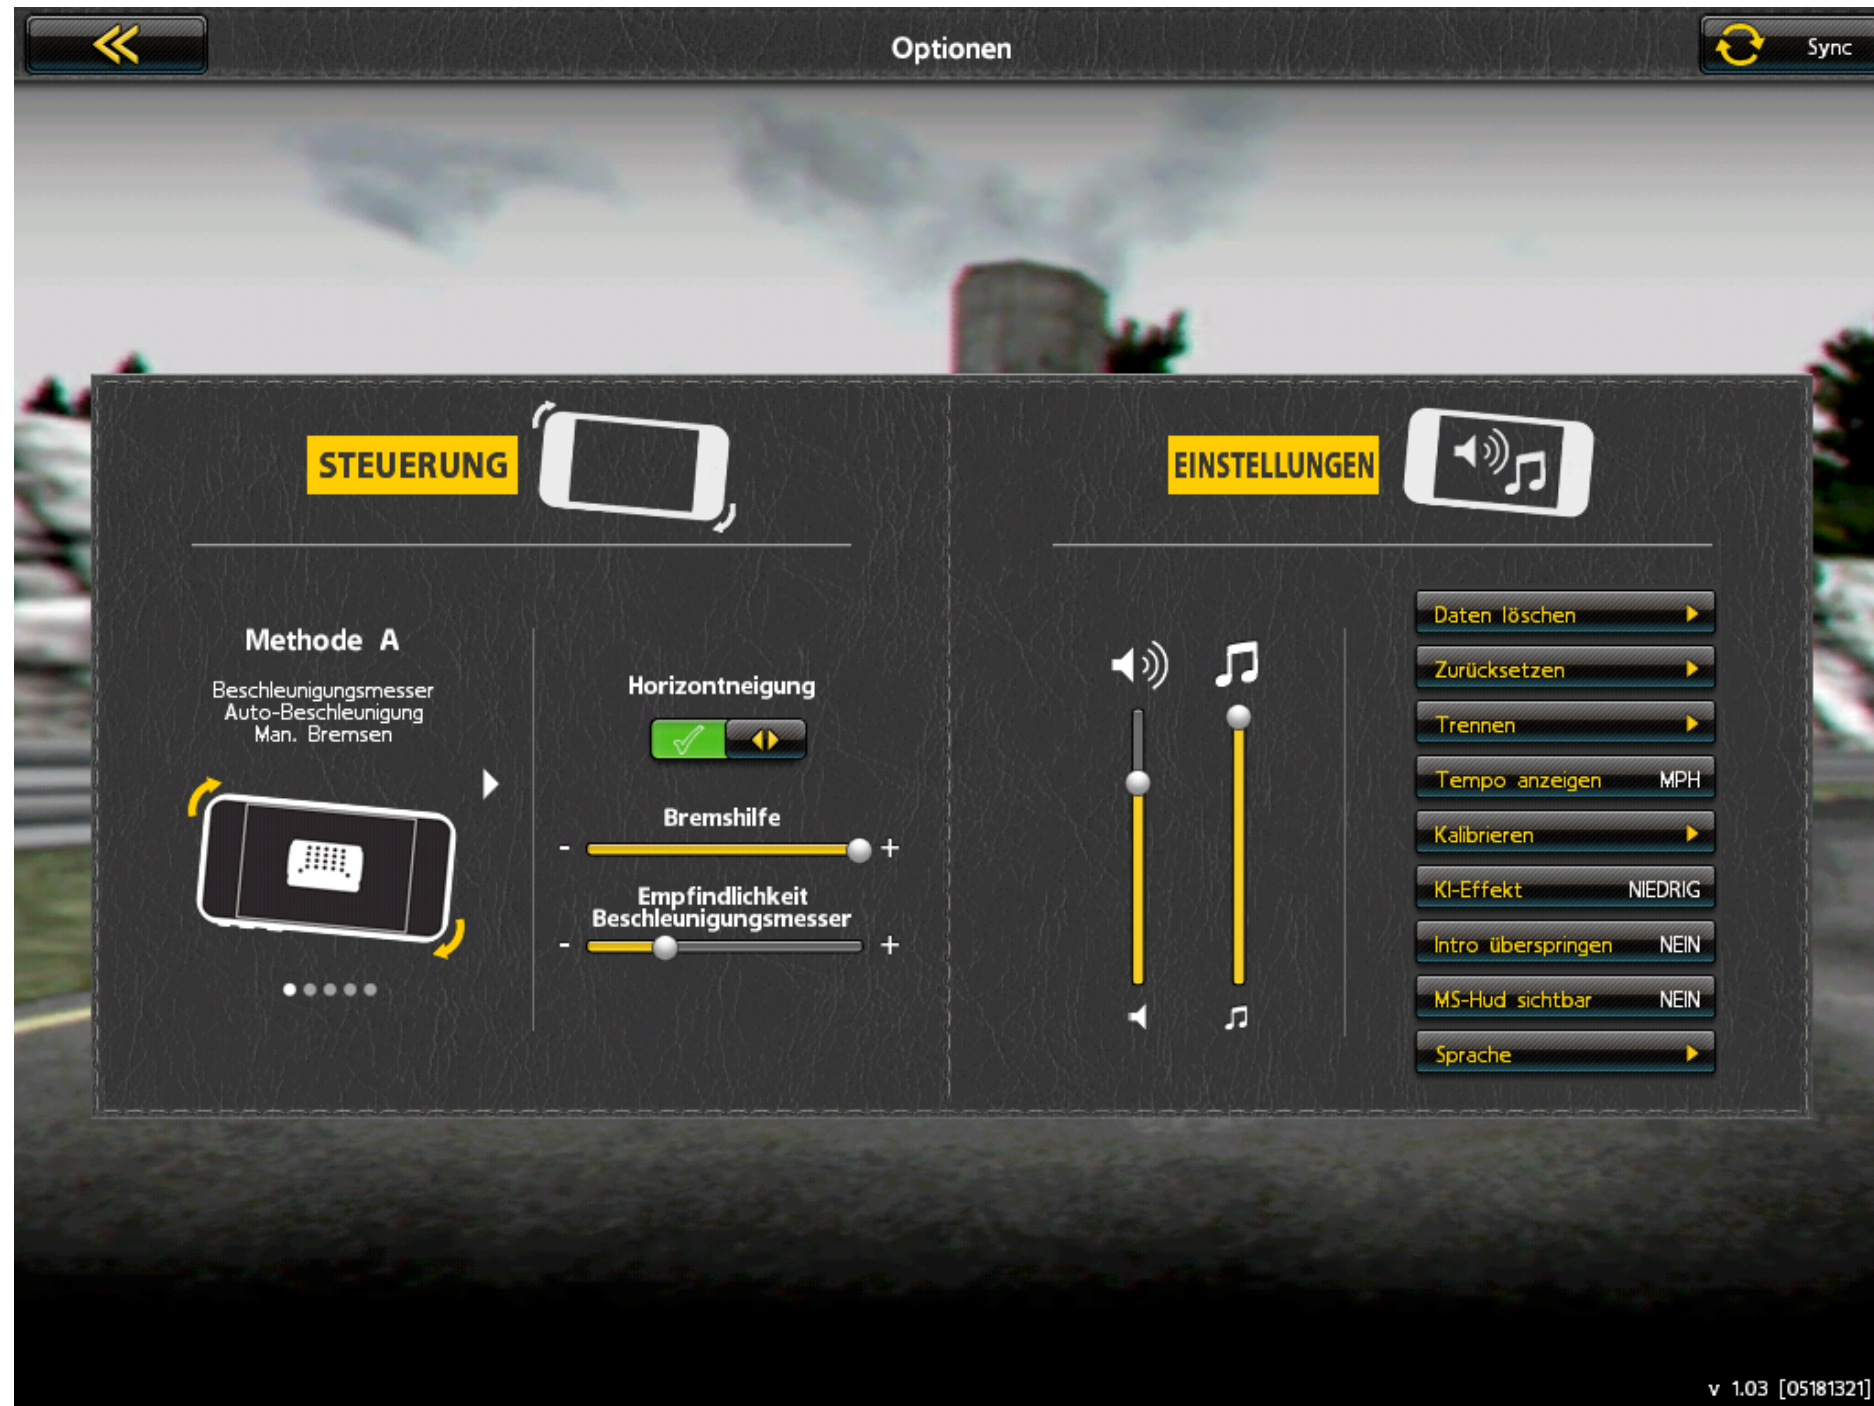 Optionen
Sync
STEUERUNG
EINSTELLUNGEN
Methode A
Beschleunigungsmesser
Auto-Beschleunigung
Man. Bremsen
Horizontneigung
Bremshilfe
- +
Empfindlichkeit
Beschleunigungsmesser
- +
Daten löschen
Zurücksetzen
Trennen
Tempo anzeigen MPH
Kalibrieren
KI-Effekt NIEDRIG
Intro überspringen NEIN
MS-Hud sichtbar NEIN
Sprache
v 1.03 [05181321]